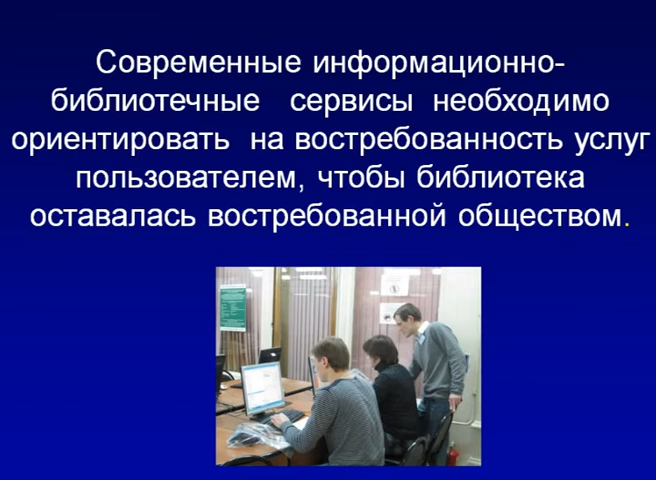 Современные информационно-
библиотечные сервисы необходимо
ориентировать на востребованность услуг
пользователем, чтобы библиотека
оставалась востребованной обществом.